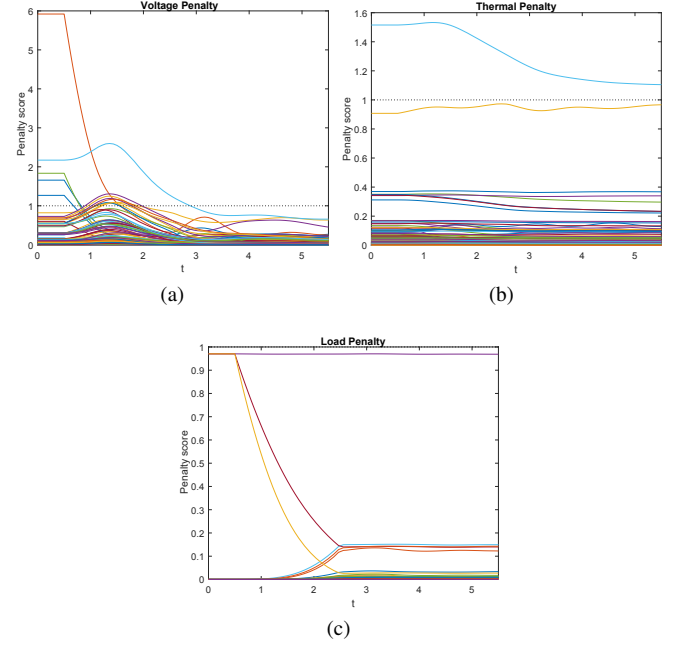 Voltage Penalty
Penalty score
6
5
4
3
2
1
0
0 1 2 3 4 5
t
(a)
Thermal Penalty
Penalty score
1.6
1.4
1.2
1
0.8
0.6
0.4
0.2
0
0 1 2 3 4 5
t
(b)
Load Penalty
Penalty score
1
0.9
0.8
0.7
0.6
0.5
0.4
0.3
0.2
0.1
0
0 1 2 3 4 5
t
(c)